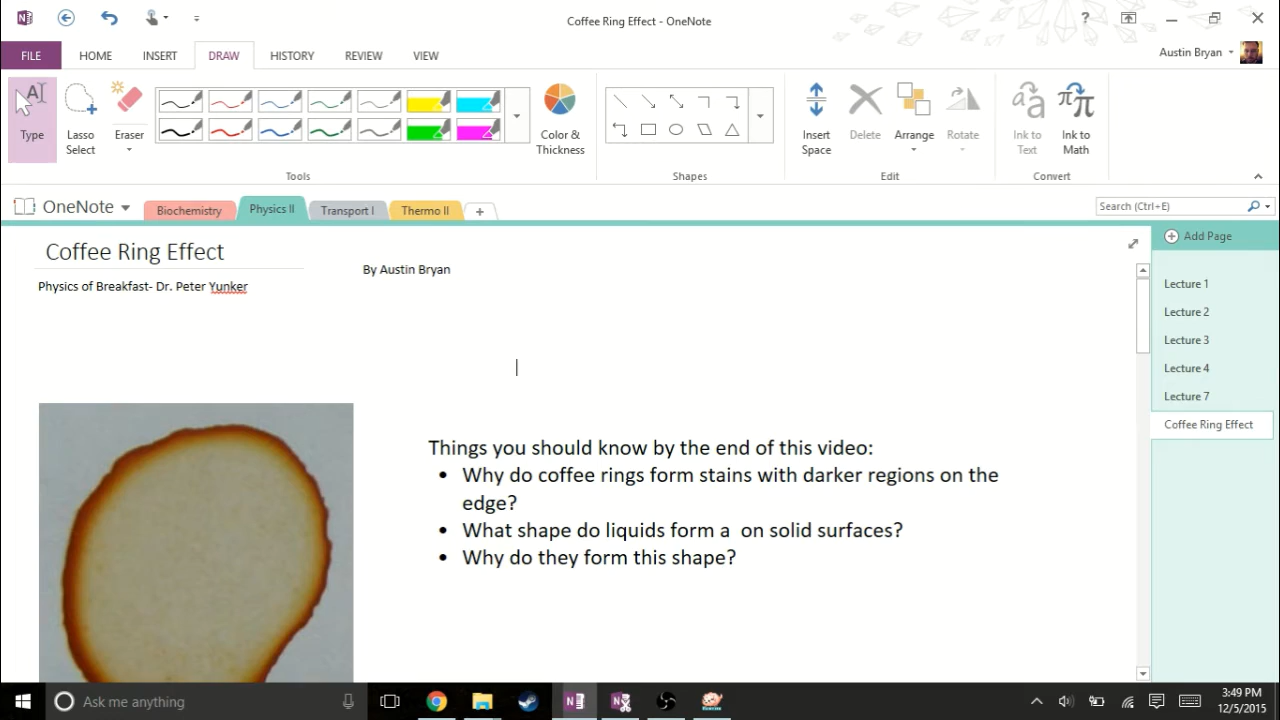 Coffee Ring Effect - OneNote
?
FILE
HOME
INSERT
DRAW
HISTORY
REVIEW
VIEW
Austin Bryan
Type
Lasso
Select
Eraser
Color &
Thickness
Insert
Space
Delete
Arrange
Rotate
Ink to
Text
Ink to
Math
Tools
Shapes
Edit
Convert
OneNote
Biochemistry
Physics II
Transport I
Thermo II
Search (Ctrl+E)
Add Page
Coffee Ring Effect
By Austin Bryan
Physics of Breakfast- Dr. Peter Yunker
Lecture 1
Lecture 2
Lecture 3
Lecture 4
Lecture 7
Coffee Ring Effect
Things you should know by the end of this video:
• Why do coffee rings form stains with darker regions on the
edge?
• What shape do liquids form a  on solid surfaces?
• Why do they form this shape?
Ask me anything
3:49 PM
12/5/2015